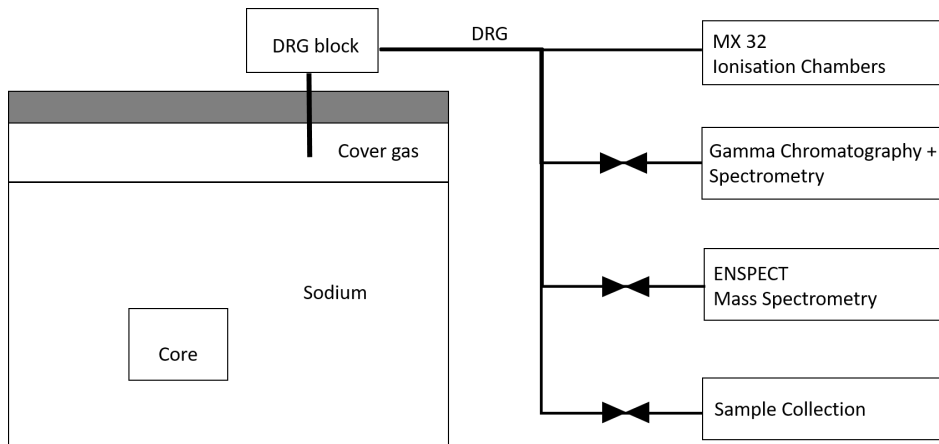 DRG block
DRG
MX 32
Ionisation Chambers
Cover gas
Gamma Chromatography +
Spectrometry
Sodium
ENSPECT
Mass Spectrometry
Core
Sample Collection